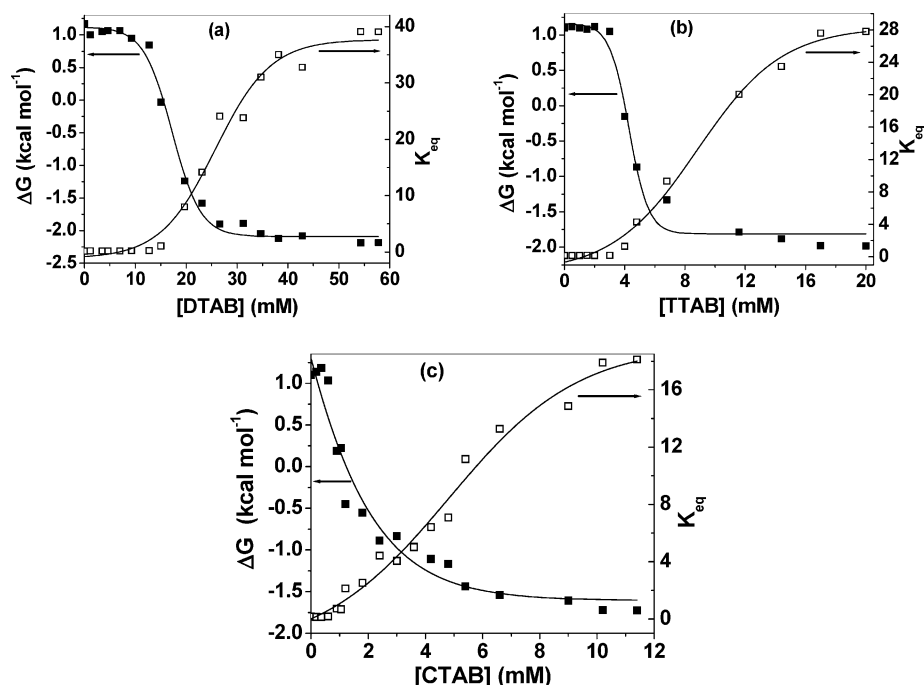 (a)
1.0
0.5
0.0
-0.5
-1.0
-1.5
-2.0
-2.5
ΔG (kcal mol⁻¹)
40
30
20
10
0
K_eq
0 10 20 30 40 50 60
[DTAB] (mM)
(b)
1.0
0.5
0.0
-0.5
-1.0
-1.5
-2.0
ΔG (kcal mol⁻¹)
28
24
20
16
12
8
4
0
K_eq
0 4 8 12 16 20
[TTAB] (mM)
(c)
1.0
0.5
0.0
-0.5
-1.0
-1.5
-2.0
ΔG (kcal mol⁻¹)
16
12
8
4
0
K_eq
0 2 4 6 8 10 12
[CTAB] (mM)